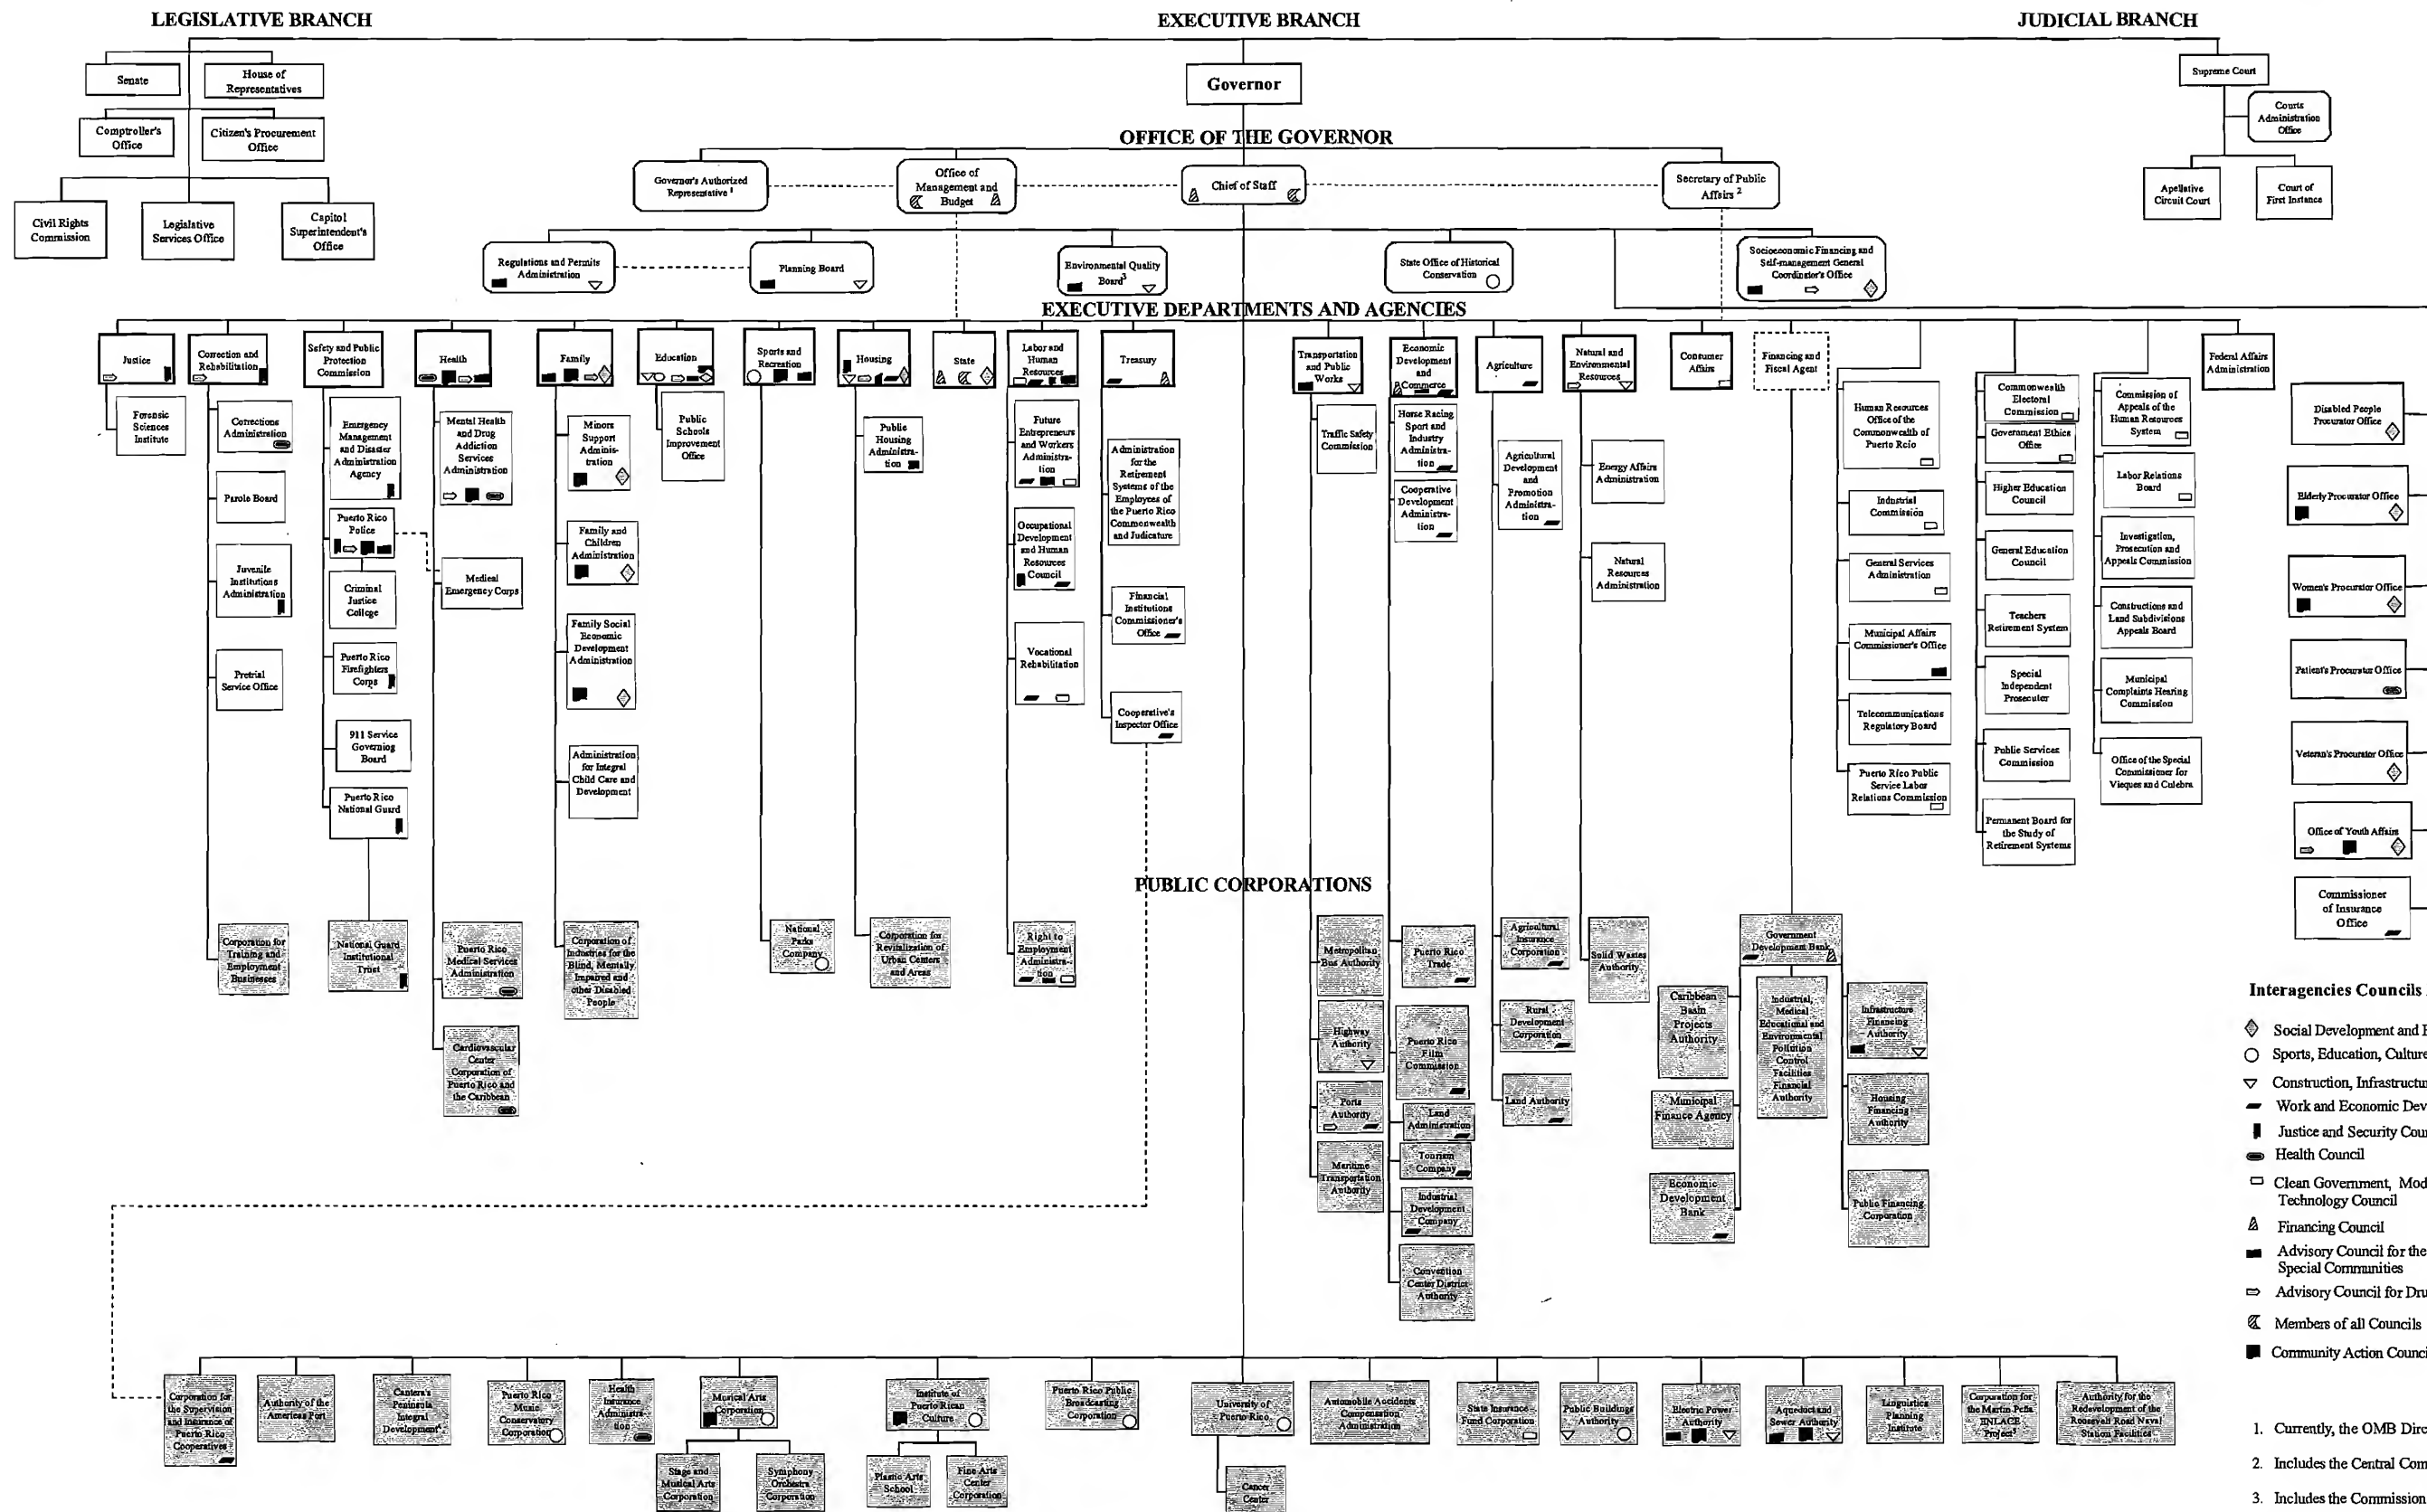 LEGISLATIVE BRANCH
EXECUTIVE BRANCH
JUDICIAL BRANCH
Senate
House of
Representatives
Comptroller's
Office
Citizen's Procurement
Office
Civil Rights
Commission
Legislative
Services Office
Capitol
Superintendent's
Office
Governor
Supreme Court
Courts
Administration
Office
Apellative
Circuit Court
Court of
First Instance
OFFICE OF THE GOVERNOR
Governor's Authorized
Representative 1
Office of
Management and
Budget
Chief of Staff
Secretary of Public
Affairs 2
Regulations and Permits
Administration
Planning Board
Environmental Quality
Board3
State Office of Historical
Conservation
Socioeconomic Financing and
Self-management General
Coordinator's Office
EXECUTIVE DEPARTMENTS AND AGENCIES
Justice
Correction and
Rehabilitation
Safety and Public
Protection
Commission
Health
Family
Education
Sports and
Recreation
Housing
State
Labor and
Human
Resources
Treasury
Transportation
and Public
Works
Economic
Development
and
Commerce
Agriculture
Natural and
Environmental
Resources
Consumer
Affairs
Financing and
Fiscal Agent
Federal Affairs
Administration
Forensic
Sciences
Institute
Corrections
Administration
Parole Board
Juvenile
Institutions
Administration
Pretrial
Service Office
Emergency
Management
and Disaster
Administration
Agency
Puerto Rico
Police
Criminal
Justice
College
Puerto Rico
Firefighters
Corps
911 Service
Governing
Board
Puerto Rico
National Guard
Mental Health
and Drug
Addiction
Services
Administration
Medical
Emergency Corps
Minors
Support
Adminis-
tration
Family and
Children
Administration
Family Social
Economic
Development
Administration
Administration
for Integral
Child Care and
Development
Public
Schools
Improvement
Office
Public
Housing
Administra-
tion
Future
Entrepreneurs
and Workers
Administra-
tion
Occupational
Development
and Human
Resources
Council
Vocational
Rehabilitation
Administration
for the
Retirement
Systems of the
Employees of
the Puerto Rico
Commonwealth
and Judicature
Financial
Institutions
Commissioner's
Office
Cooperative's
Inspector Office
Traffic Safety
Commission
Horse Racing
Sport and
Industry
Administra-
tion
Cooperative
Development
Administra-
tion
Agricultural
Development
and
Promotion
Administra-
tion
Energy Affairs
Administration
Natural
Resources
Administration
Human Resources
Office of the
Commonwealth of
Puerto Rcio
Industrial
Commission
General Services
Administration
Municipal Affairs
Commissioner's Office
Telecommunications
Regulatory Board
Puerto Rico Public
Service Labor
Relations Commission
Commonwealth
Electoral
Commission
Government Ethics
Office
Higher Education
Council
General Education
Council
Teachers
Retirement System
Special
Independent
Prosecuter
Public Services
Commission
Permanent Board for
the Study of
Retirement Systems
Commission of
Appeals of the
Human Resources
System
Labor Relations
Board
Investigation,
Prosecution and
Appeals Commission
Constructions and
Land Subdivisions
Appeals Board
Municipal
Complaints Hearing
Commission
Office of the Special
Commissioner for
Vieques and Culebra
Disabled People
Procurator Office
Elderly Procurator Office
Women's Procurator Office
Patient's Procurator Office
Veteran's Procurator Office
Office of Youth Affairs
Commissioner
of Insurance
Office
PUBLIC CORPORATIONS
Corporation for
Training and
Employment
Businesses
National Guard
Institutional
Trust
Puerto Rico
Medical Services
Administration
Cardiovascular
Center
Corporation of
Puerto Rico and
the Caribbean
Corporation of
Industries for the
Blind, Mentally
Impaired and
other Disabled
People
National
Parks
Company
Corporation for
Revitalization of
Urban Centers
and Areas
Right to
Employment
Administra-
tion
Metropolitan
Bus Authority
Highway
Authority
Ports
Authority
Maritime
Transportation
Authority
Puerto Rico
Trade
Puerto Rico
Film
Commission
Land
Administration
Tourism
Company
Industrial
Development
Company
Convention
Center District
Authority
Agricultural
Insurance
Corporation
Rural
Development
Corporation
Land Authority
Solid Wastes
Authority
Government
Development Bank
Caribbean
Basin
Projects
Authority
Municipal
Finance Agency
Economic
Development
Bank
Industrial,
Medical
Educational and
Environmental
Pollution
Control
Facilities
Financial
Authority
Infrastructure
Financing
Authority
Housing
Financing
Authority
Public Financing
Corporation
Corporation for
the Supervision
and Insurance of
Puerto Rico
Cooperatives
Authority of the
Americas Port
Cantera's
Peninsula
Integral
Development4
Puerto Rico
Music
Conservatory
Corporation
Health
Insurance
Administra-
tion
Musical Arts
Corporation
Stage and
Musical Arts
Corporation
Symphony
Orchestra
Corporation
Institute of
Puerto Rican
Culture
Plastic Arts
School
Fine Arts
Center
Corporation
Puerto Rico Public
Broadcasting
Corporation
University of
Puerto Rico
Cancer
Center
Automobile Accidents
Compensation
Administration
State Insurance
Fund Corporation
Public Buildings
Authority
Electric Power
Authority
Aqueduct and
Sewer Authority
Linguistics
Planning
Institute
Corporation for
the Martin Peña
ENLACE
Project
Authority for the
Redevelopment of the
Roosevelt Road Naval
Station Facilities
Interagencies Councils
Social Development and
Sports, Education, Culture
Construction, Infrastructu
Work and Economic Dev
Justice and Security Cou
Health Council
Clean Government, Mod
Technology Council
Financing Council
Advisory Council for the
Special Communities
Advisory Council for Dru
Members of all Councils
Community Action Counci
1. Currently, the OMB Direc
2. Includes the Central Com
3. Includes the Commission